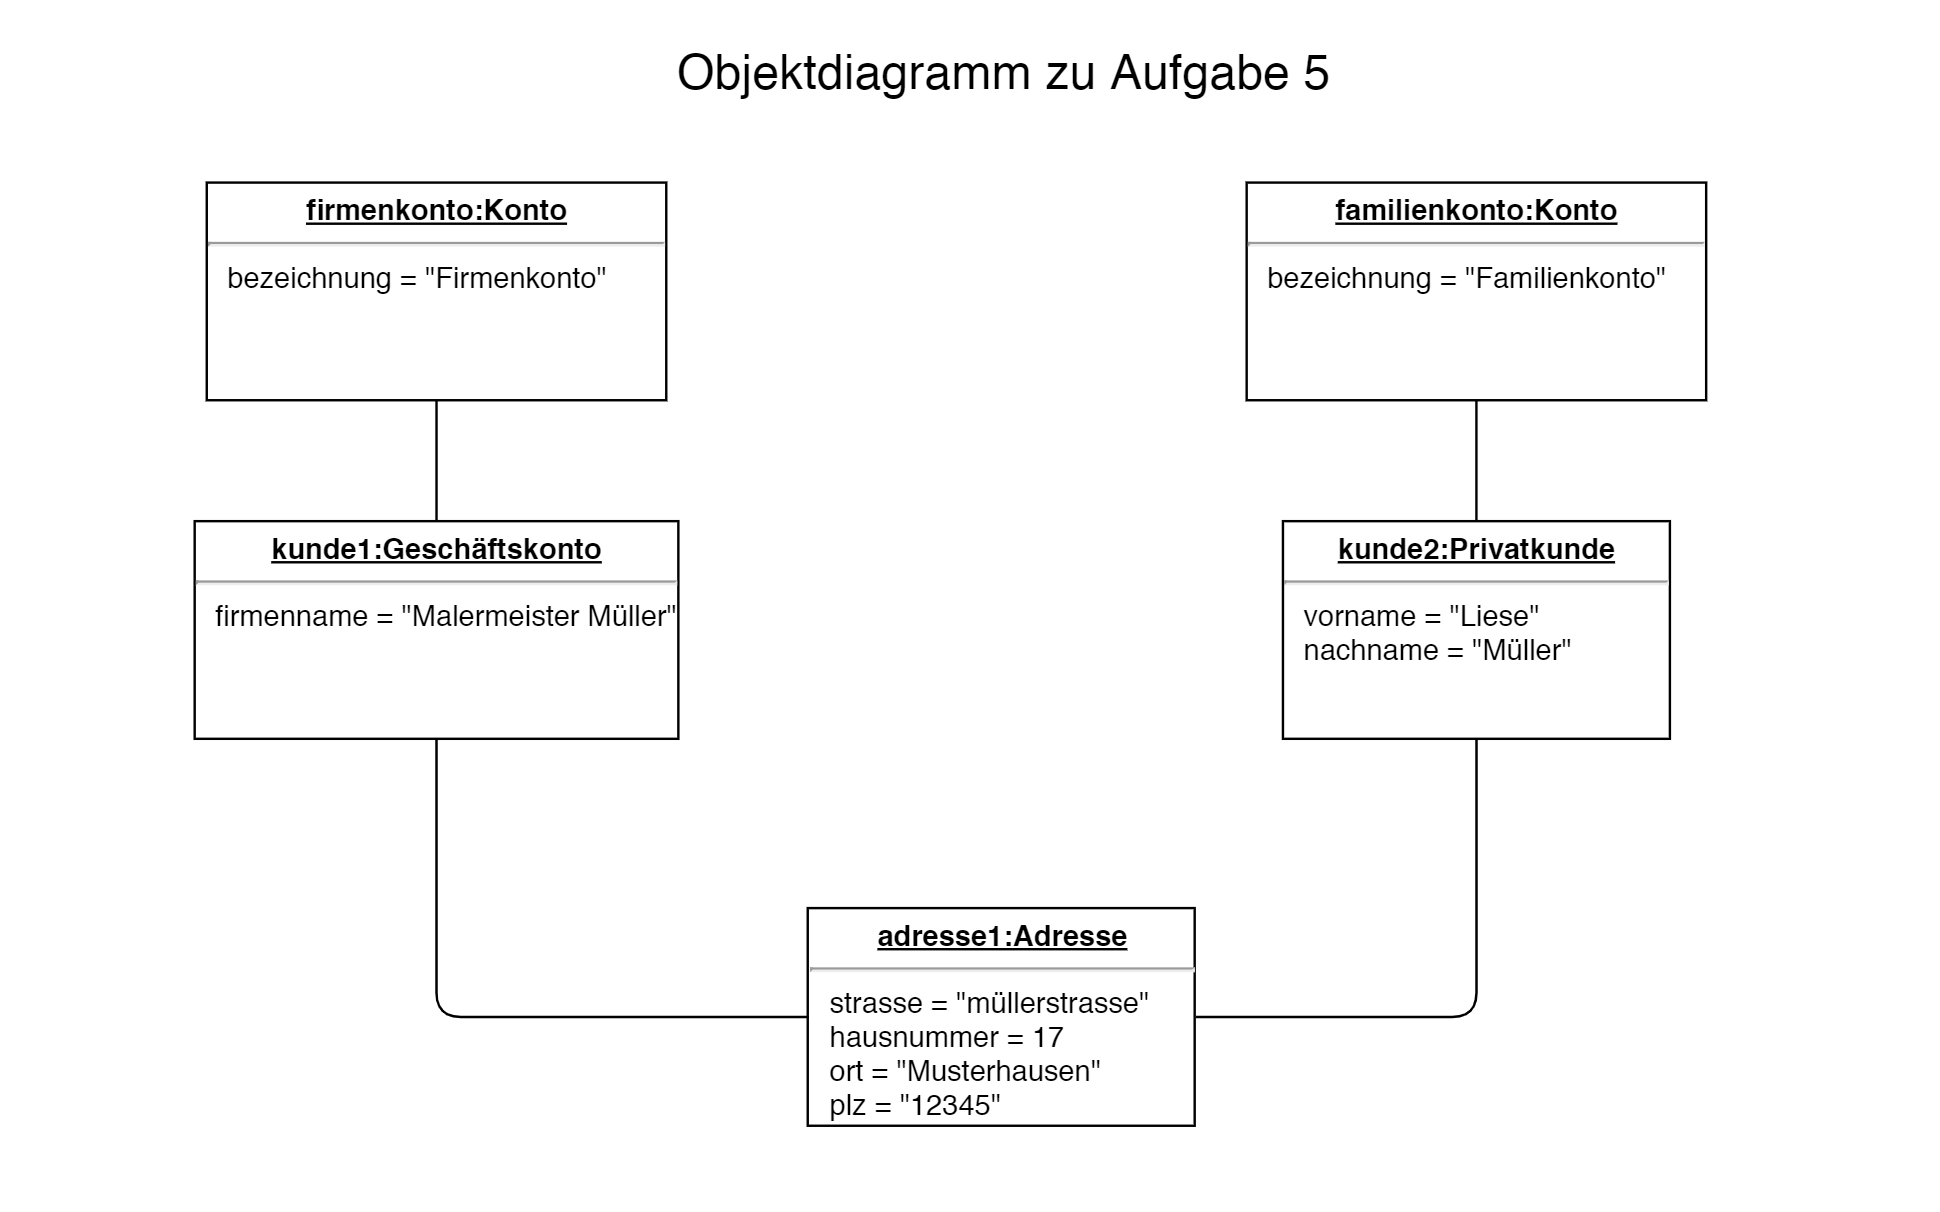 Objektdiagramm zu Aufgabe 5
firmenkonto:Konto
bezeichnung = "Firmenkonto"
familienkonto:Konto
bezeichnung = "Familienkonto"
kunde1:Geschäftskonto
firmenname = "Malermeister Müller"
kunde2:Privatkunde
vorname = "Liese"
nachname = "Müller"
adresse1:Adresse
strasse = "müllerstrasse"
hausnummer = 17
ort = "Musterhausen"
plz = "12345"